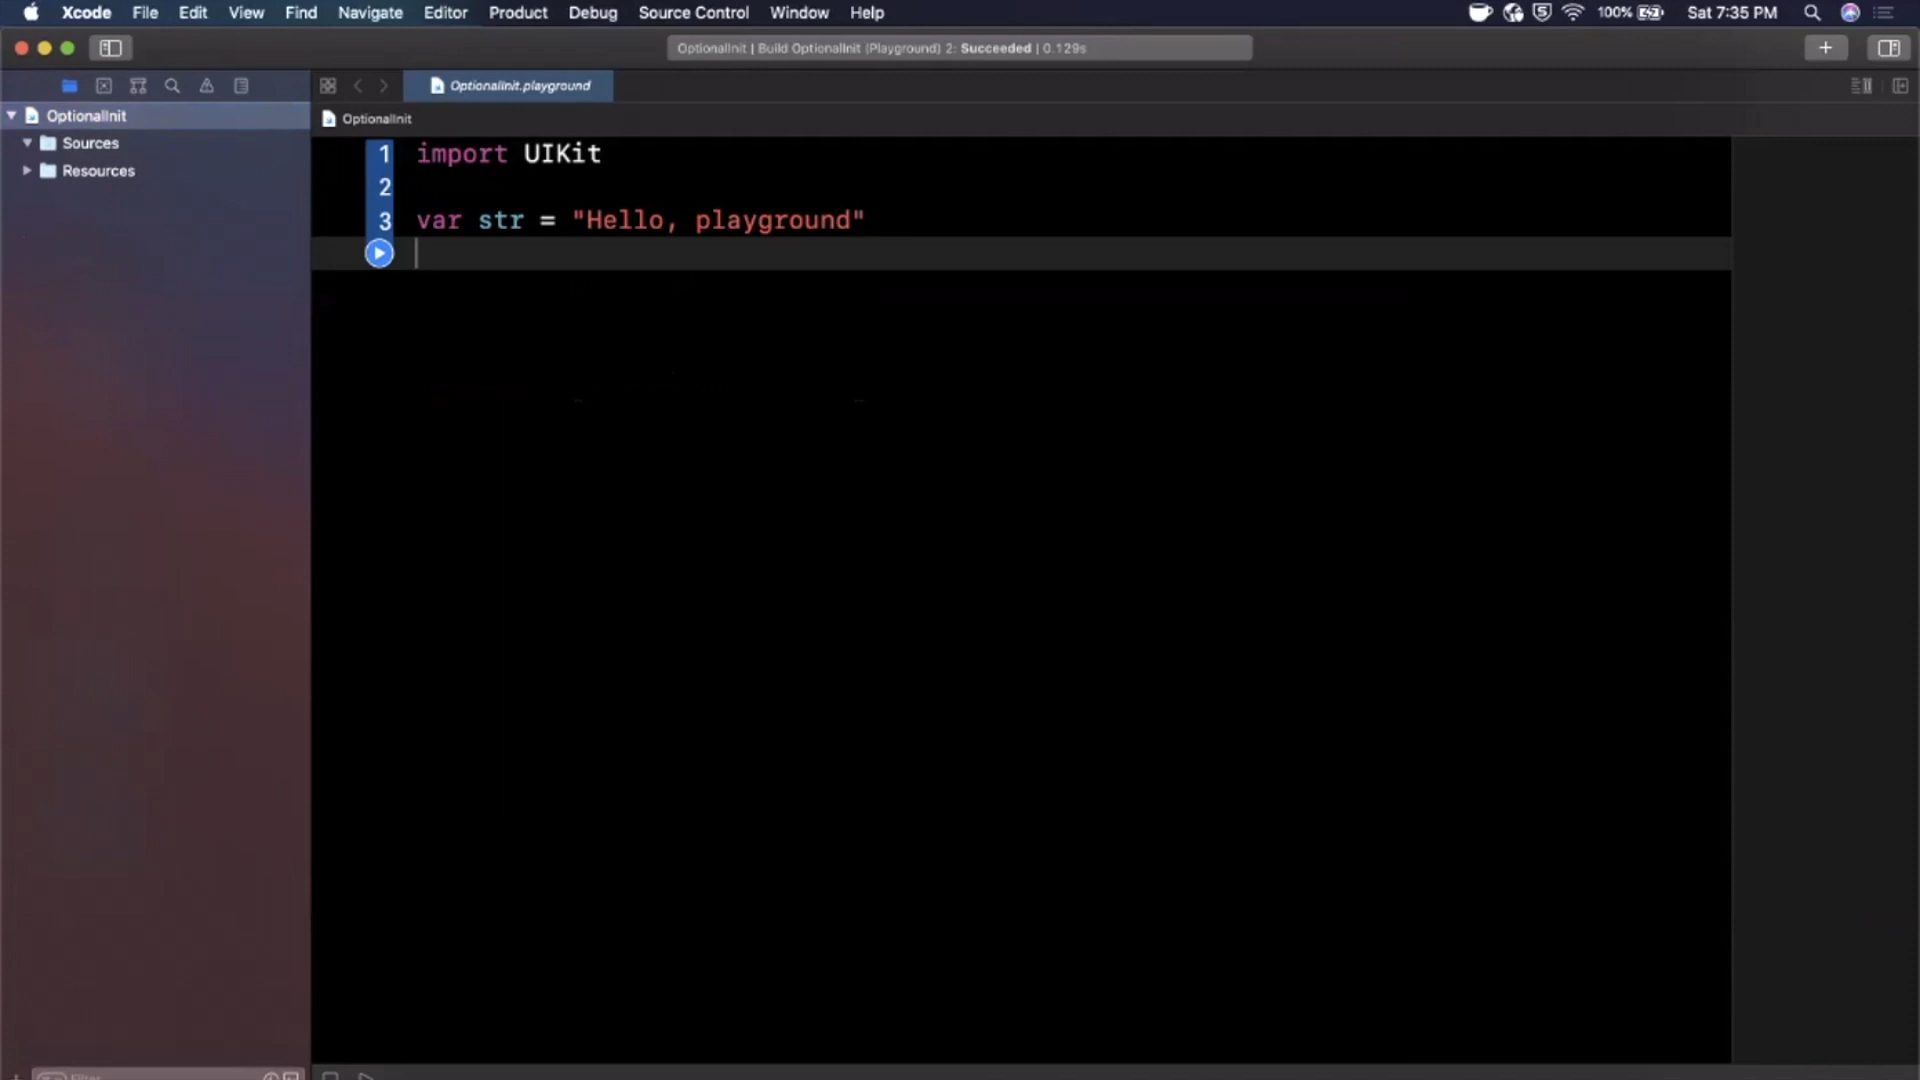 Xcode File Edit View Find Navigate Editor Product Debug Source Control Window Help 100% Sat 7:35 PM
OptionalInit | Build OptionalInit (Playground) 2: Succeeded | 0.129s
OptionalInit.playground
OptionalInit
OptionalInit
Sources
Resources
1 import UIKit
2
3 var str = "Hello, playground"
Filter